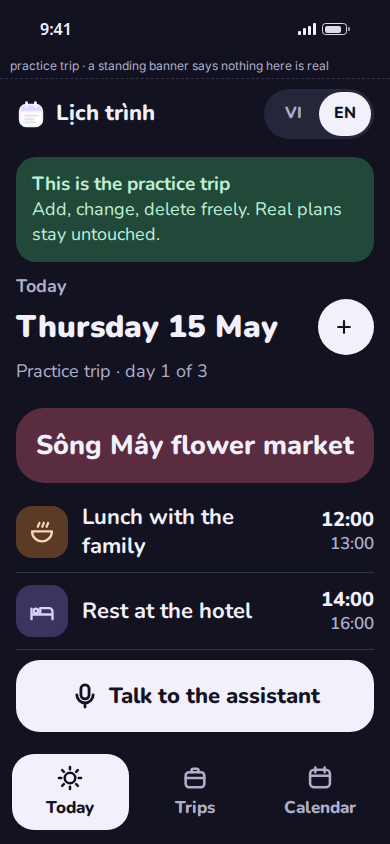 9:41
practice trip · a standing banner says nothing here is real
Lịch trình
VI
EN
This is the practice trip
Add, change, delete freely. Real plans
stay untouched.
Today
Thursday 15 May
Practice trip · day 1 of 3
Sông Mây flower market
Lunch with the
family
12:00
13:00
Rest at the hotel
14:00
16:00
Talk to the assistant
Today
Trips
Calendar